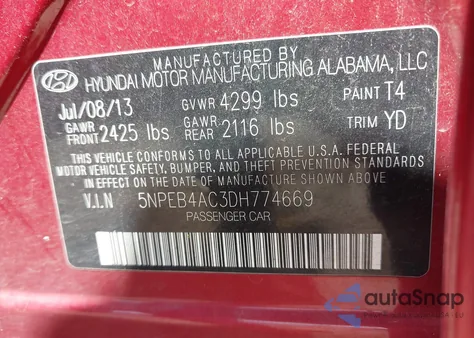 MANUFACTURED BY
HYUNDAI MOTOR MANUFACTURING ALABAMA, LLC
Jul/08/13 GVWR 4299 lbs PAINT T4
GAWR FRONT 2425 lbs GAWR REAR 2116 lbs TRIM YD
THIS VEHICLE CONFORMS TO ALL APPLICABLE U.S.A. FEDERAL
MOTOR VEHICLE SAFETY, BUMPER, AND THEFT PREVENTION STANDARDS
IN EFFECT ON THE DATE OF MANUFACTURE SHOWN ABOVE
V.I.N 5NPEB4AC3DH774669
PASSENGER CAR
autoSnap